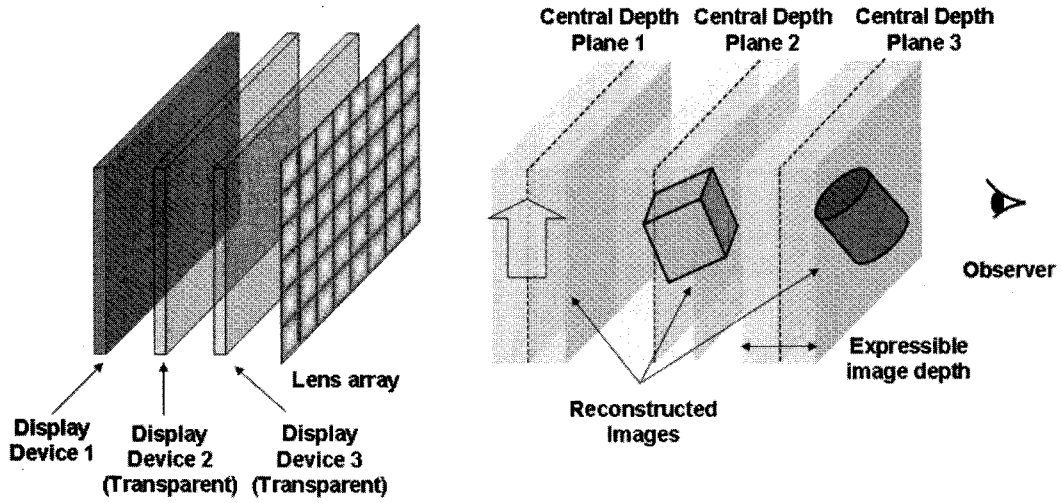 Central Depth
Plane 1
Central Depth
Plane 2
Central Depth
Plane 3
Observer
Lens array
Expressible
image depth
Reconstructed
Images
Display
Device 1
Display
Device 2
(Transparent)
Display
Device 3
(Transparent)